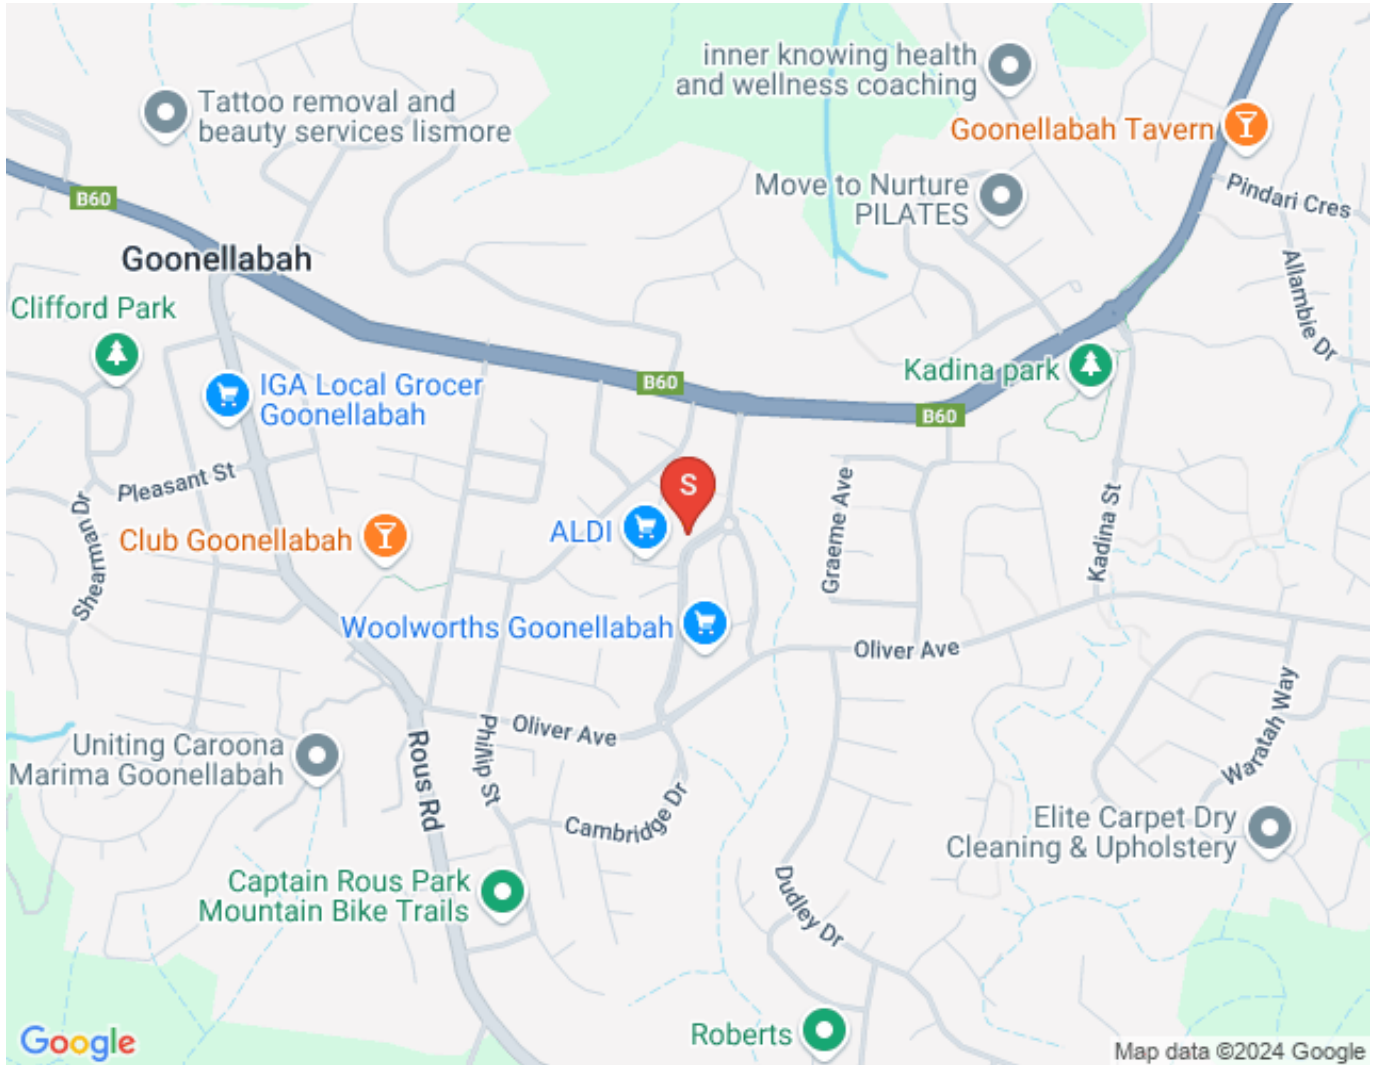 inner knowing health
and wellness coaching
Tattoo removal and
beauty services lismore
Goonellabah Tavern
B60
Move to Nurture
PILATES
Pindari Cres
Goonellabah
Allambie Dr
Clifford Park
Kadina park
IGA Local Grocer
Goonellabah
B60
B60
Pleasant St
S
Graeme Ave
Kadina St
Shearman Dr
Club Goonellabah
ALDI
Woolworths Goonellabah
Oliver Ave
Oliver Ave
Philip St
Waratah Way
Uniting Caroona
Marima Goonellabah
Rous Rd
Cambridge Dr
Elite Carpet Dry
Cleaning & Upholstery
Captain Rous Park
Mountain Bike Trails
Dudley Dr
Roberts
Google
Map data ©2024 Google